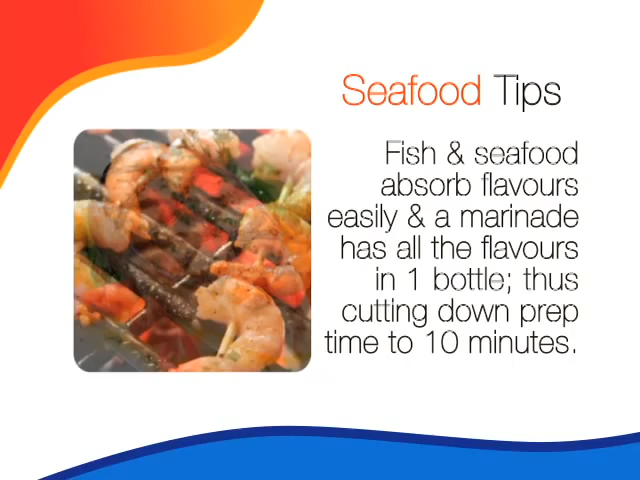 Seafood Tips
Fish & seafood
absorb flavours
easily & a marinade
has all the flavours
in 1 bottle; thus
cutting down prep
time to 10 minutes.